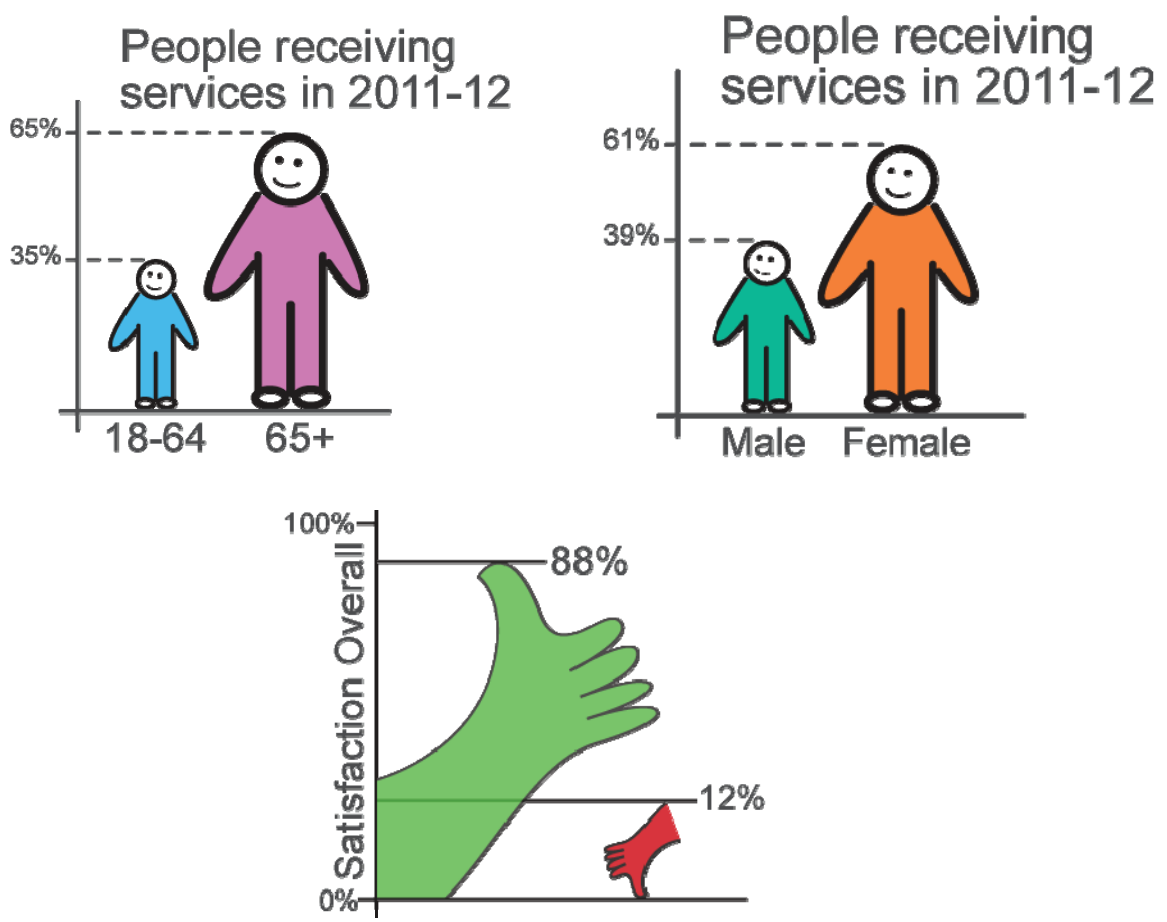 People receiving
services in 2011-12
65%
35%
18-64
65+
People receiving
services in 2011-12
61%
39%
Male
Female
100%
Satisfaction Overall
88%
12%
0%